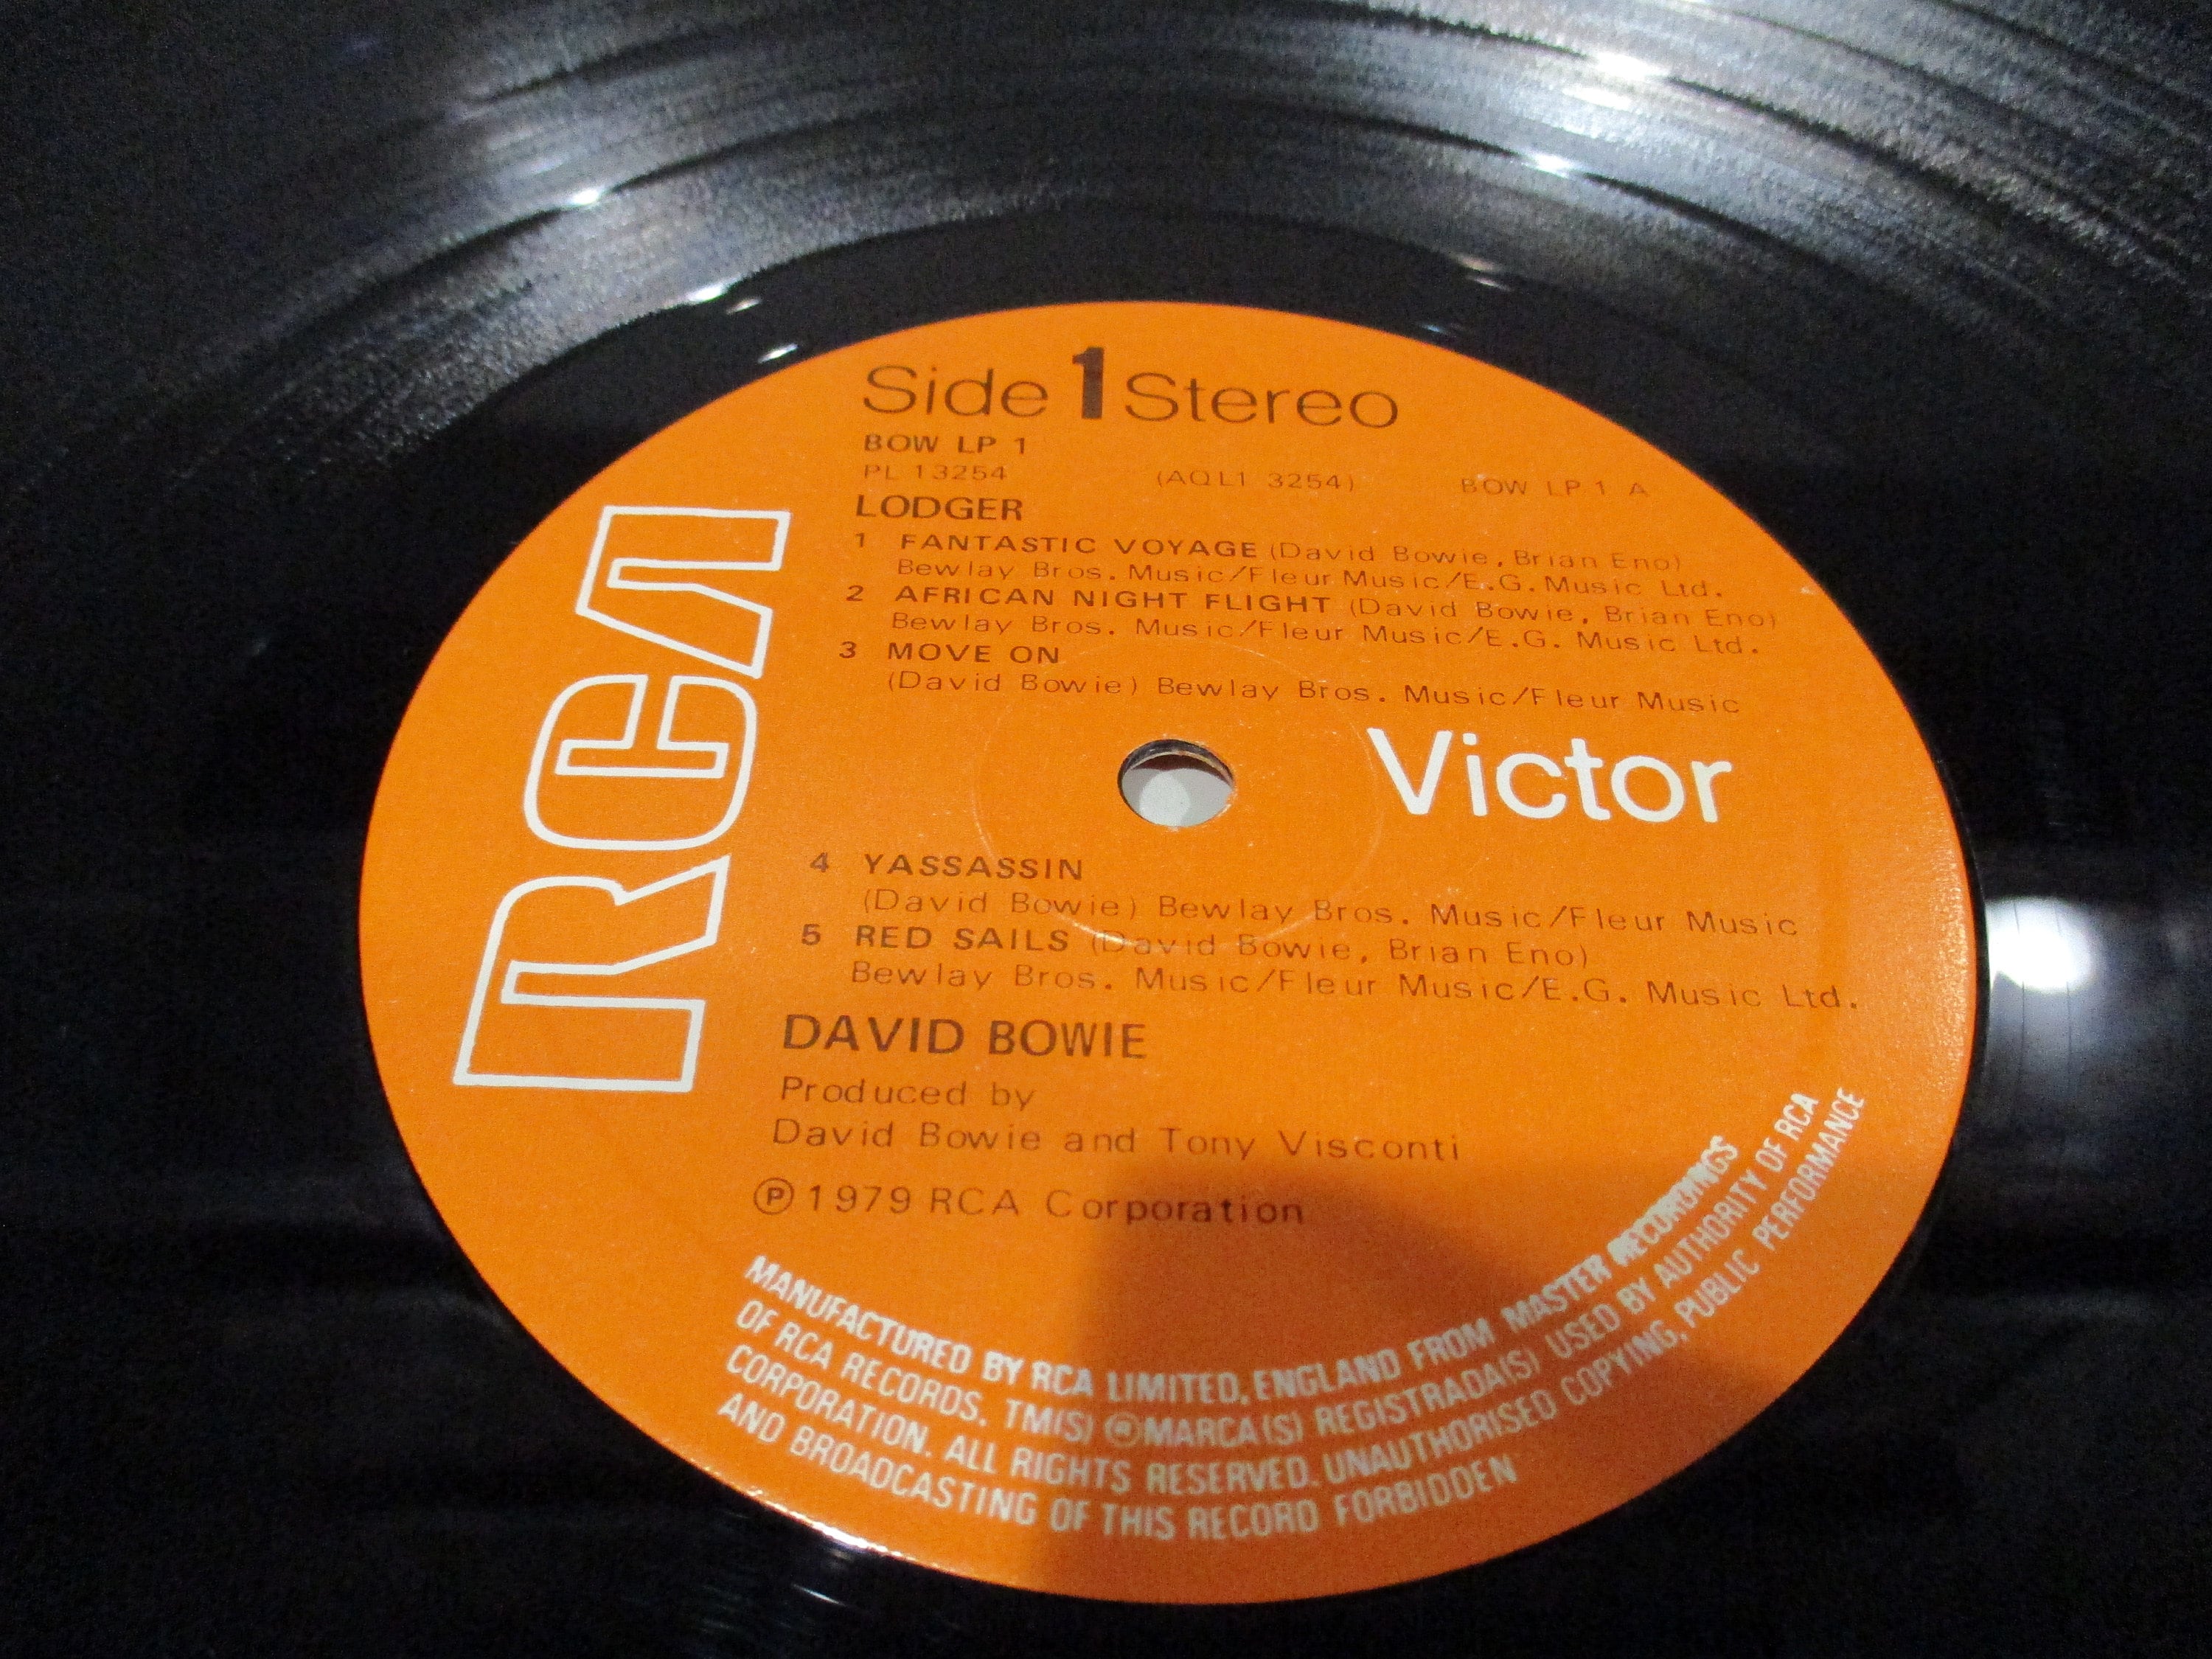 Side 1 Stereo
BOW LP 1
PL 13254 (AQL1 3254) BOW LP 1 A
LODGER
1 FANTASTIC VOYAGE (David Bowie, Brian Eno)
Bewlay Bros. Music/Fleur Music/E.G. Music Ltd.
2 AFRICAN NIGHT FLIGHT (David Bowie, Brian Eno)
Bewlay Bros. Music/Fleur Music/E.G. Music Ltd.
3 MOVE ON
(David Bowie) Bewlay Bros. Music/Fleur Music
RCA
Victor
4 YASSASSIN
(David Bowie) Bewlay Bros. Music/Fleur Music
5 RED SAILS (David Bowie, Brian Eno)
Bewlay Bros. Music/Fleur Music/E.G. Music Ltd.
DAVID BOWIE
Produced by
David Bowie and Tony Visconti
Ⓟ 1979 RCA Corporation
MANUFACTURED BY RCA LIMITED, ENGLAND FROM MASTER RECORDINGS
OF RCA RECORDS. TM(S) ® MARCA(S) REGISTRADA(S) USED BY AUTHORITY OF RCA
CORPORATION. ALL RIGHTS RESERVED. UNAUTHORISED COPYING, PUBLIC PERFORMANCE
AND BROADCASTING OF THIS RECORD FORBIDDEN